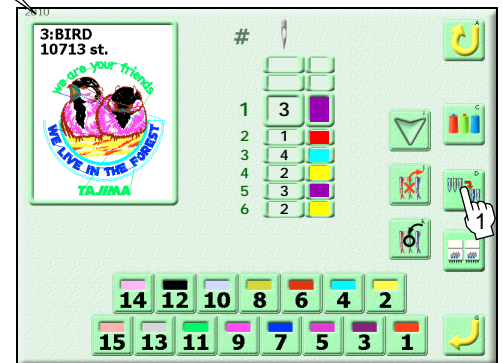 2010
3:BIRD
10713 st.
we are your friends
WE LIVE IN THE FOREST
TAJIMA
#
1 3
2 1
3 4
4 2
5 3
6 2
A
C
D
1
I
J
G
14 12 10 8 6 4 2
15 13 11 9 7 5 3 1